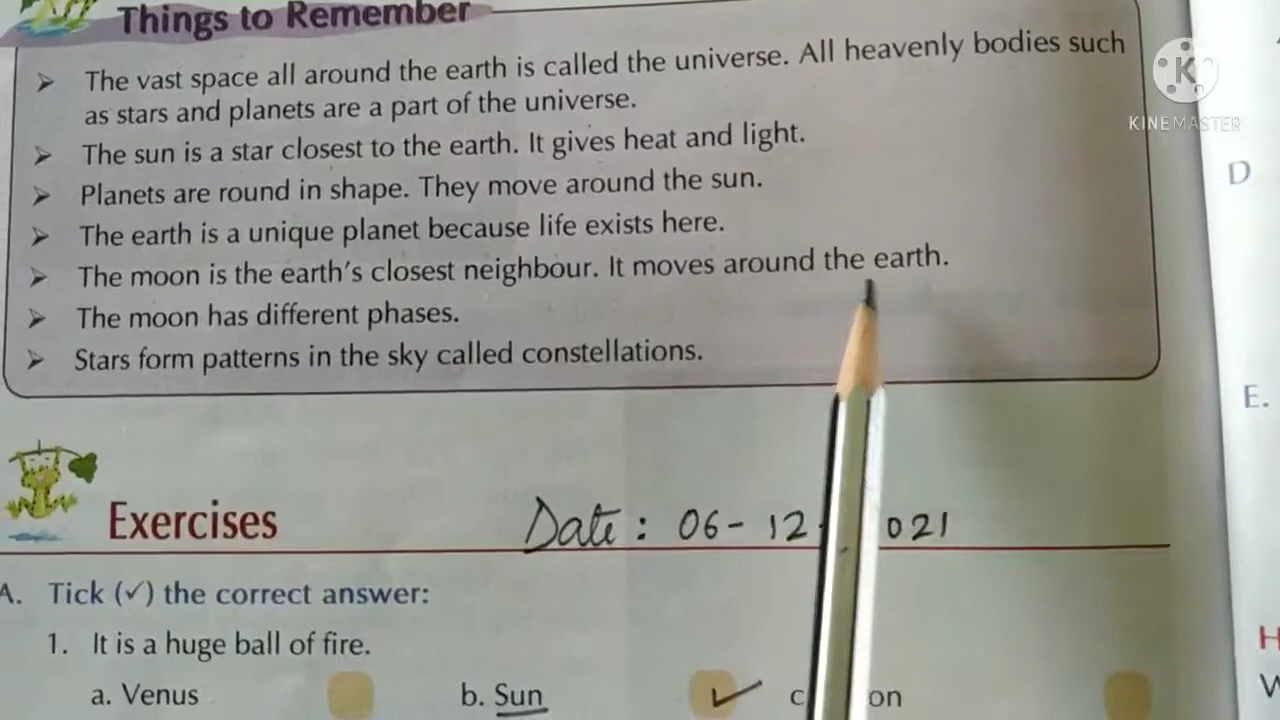 Things to Remember
➤ The vast space all around the earth is called the universe. All heavenly bodies such
as stars and planets are a part of the universe.
➤ The sun is a star closest to the earth. It gives heat and light.
➤ Planets are round in shape. They move around the sun.
➤ The earth is a unique planet because life exists here.
➤ The moon is the earth's closest neighbour. It moves around the earth.
➤ The moon has different phases.
➤ Stars form patterns in the sky called constellations.
Exercises
Date: 06-12 021
A. Tick (✓) the correct answer:
1. It is a huge ball of fire.
a. Venus b. Sun ✓ c on
K
KINEMASTER
D
E.
H
W